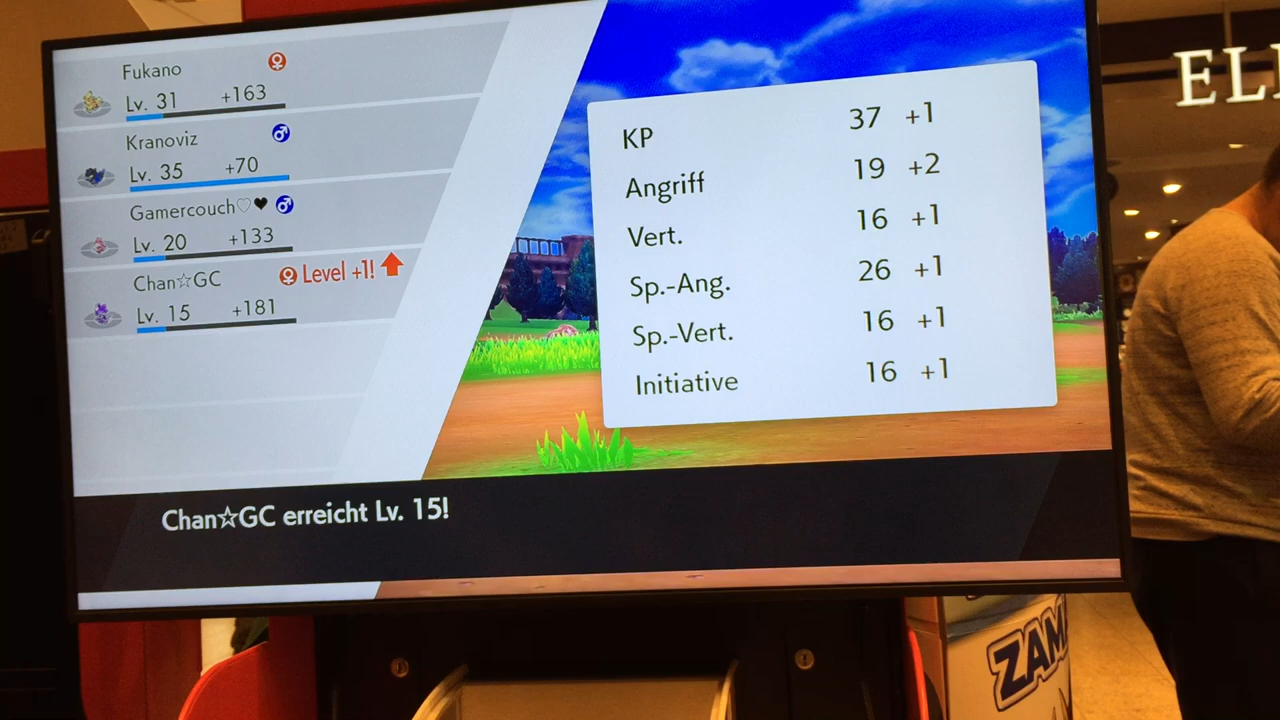 Fukano ♀
Lv. 31 +163
Kranoviz ♂
Lv. 35 +70
Gamercouch♡♥ ♂
Lv. 20 +133
Chan☆GC ♀ Level +1!
Lv. 15 +181
KP 37 +1
Angriff 19 +2
Vert. 16 +1
Sp.-Ang. 26 +1
Sp.-Vert. 16 +1
Initiative 16 +1
Chan☆GC erreicht Lv. 15!